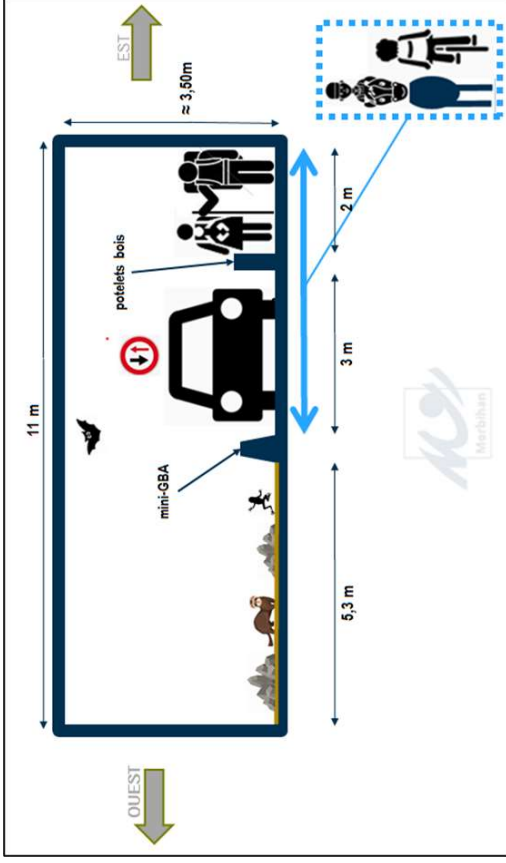 OUEST
EST
11 m
≈ 3,50m
mini-GBA
potelets bois
5,3 m
3 m
2 m
Morbihan